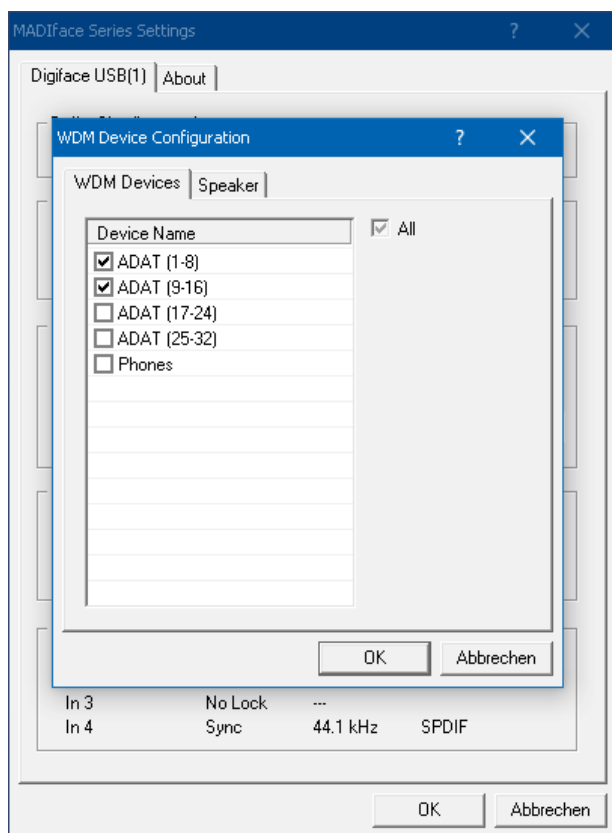 MADIface Series Settings
Digiface USB(1) About
WDM Device Configuration
WDM Devices Speaker
Device Name
All
ADAT (1-8)
ADAT (9-16)
ADAT (17-24)
ADAT (25-32)
Phones
OK Abbrechen
In 3 No Lock ---
In 4 Sync 44.1 kHz SPDIF
OK Abbrechen